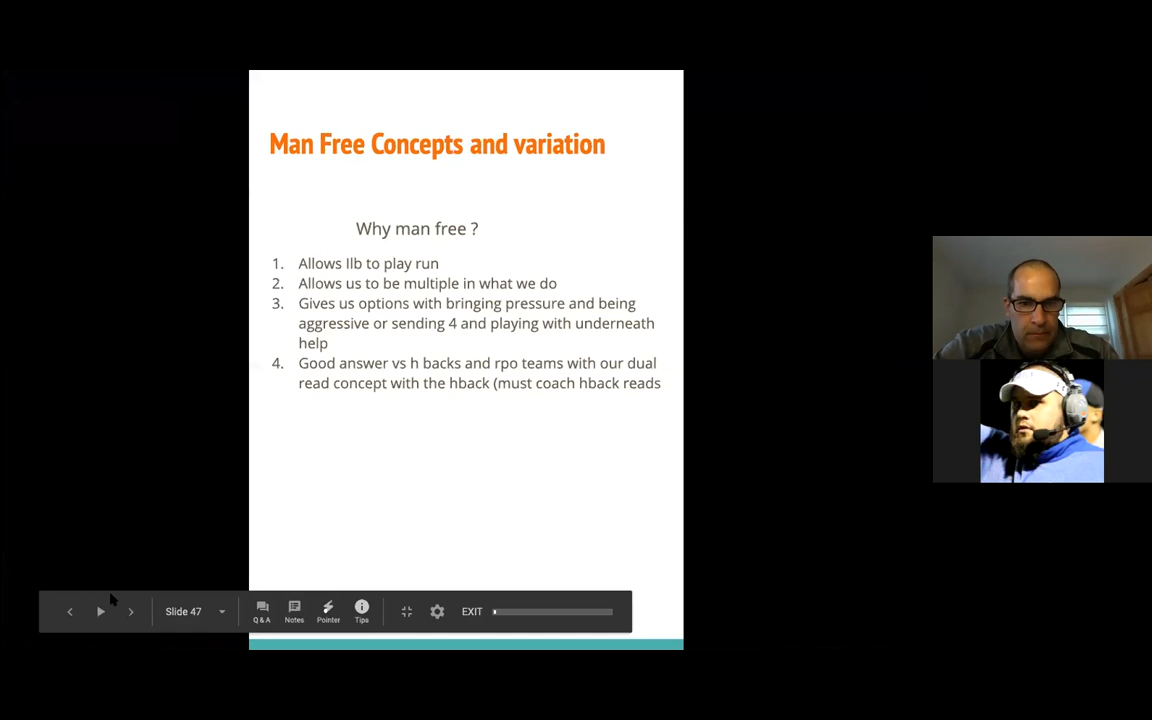 Man Free Concepts and variation
Why man free ?
1. Allows llb to play run
2. Allows us to be multiple in what we do
3. Gives us options with bringing pressure and being
aggressive or sending 4 and playing with underneath
help
4. Good answer vs h backs and rpo teams with our dual
read concept with the hback (must coach hback reads
Slide 47
Q & A
Notes
Pointer
Tips
EXIT